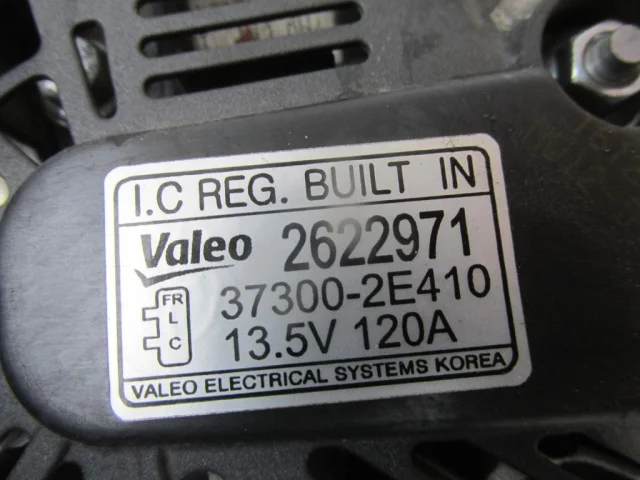 I.C REG. BUILT IN
Valeo 2622971
FR 37300-2E410
L
C 13.5V 120A
VALEO ELECTRICAL SYSTEMS KOREA